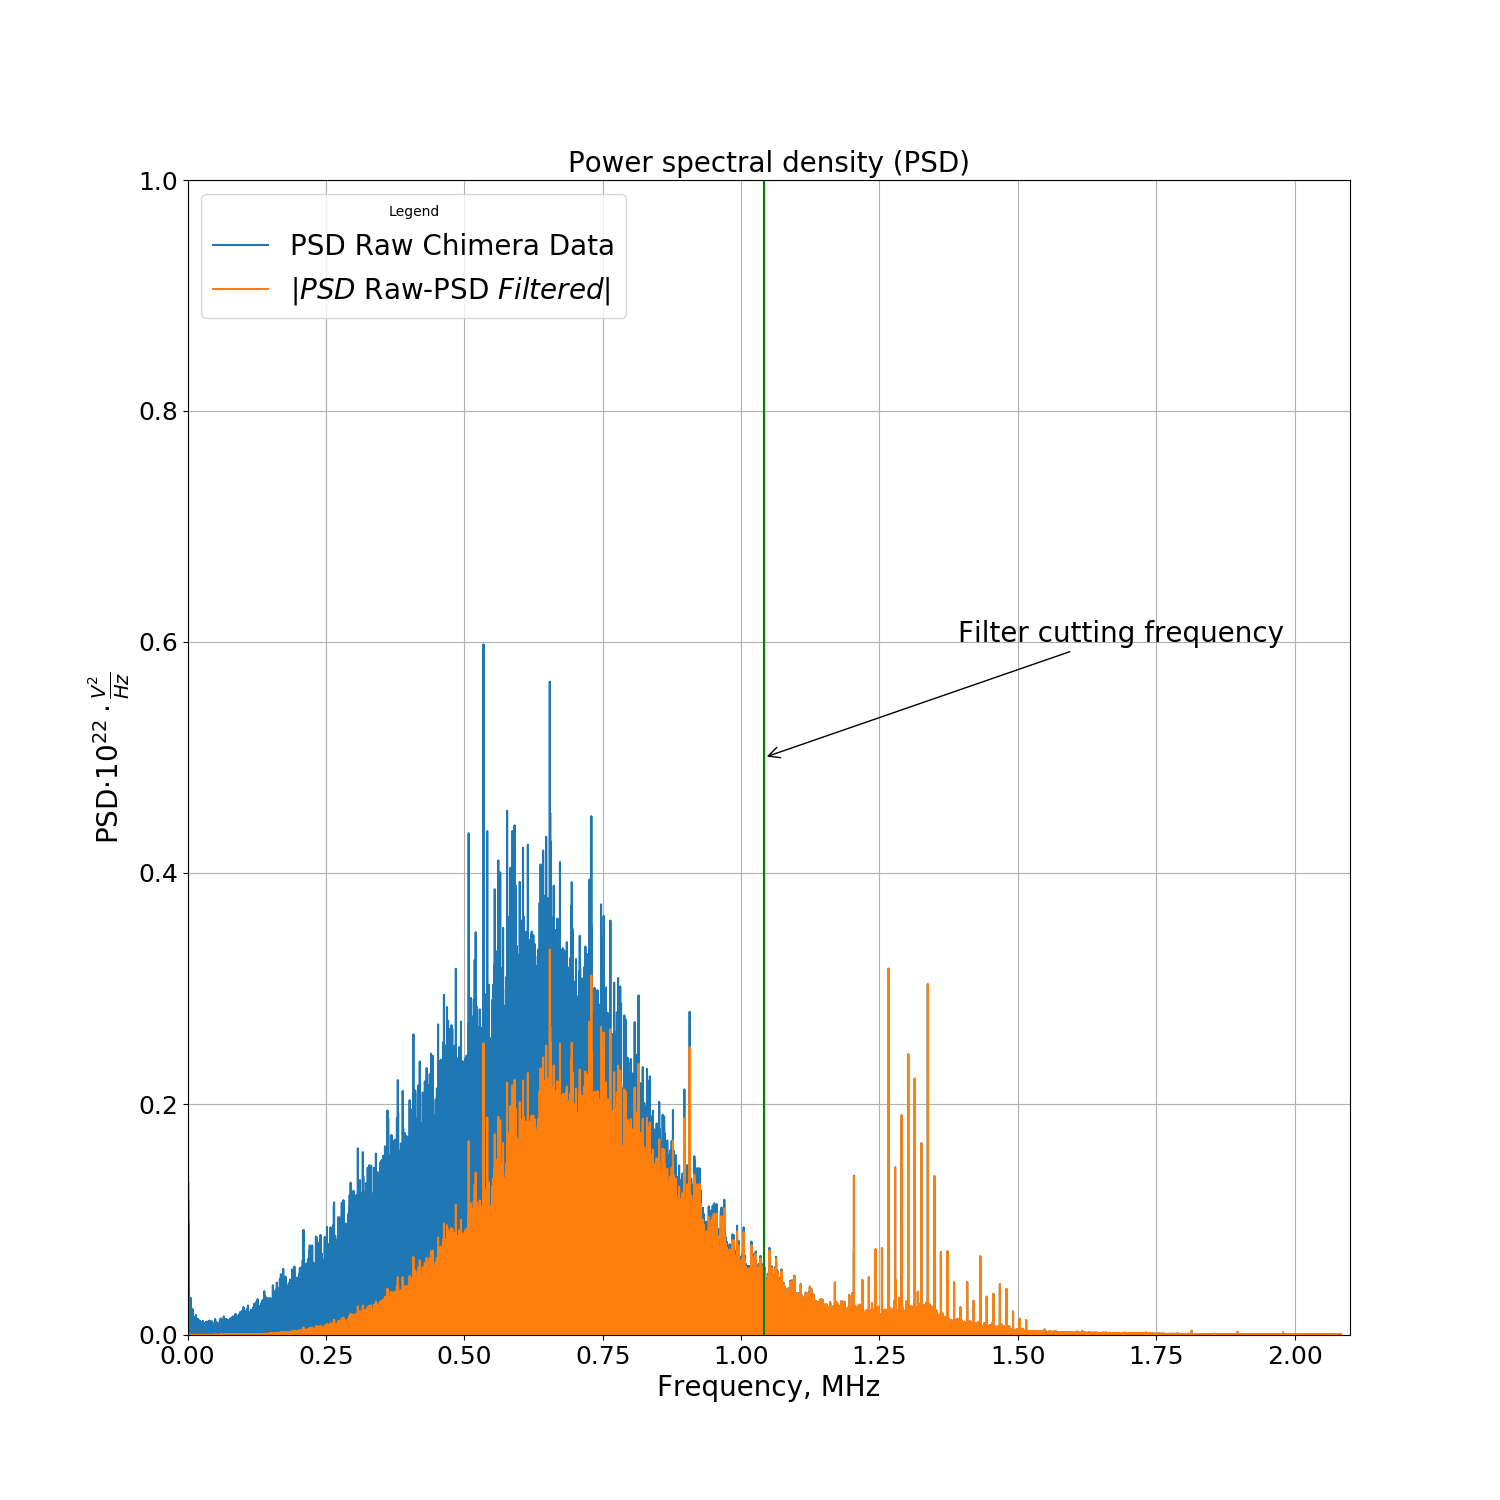 Power spectral density (PSD)
1.0
0.8
0.6
0.4
0.2
0.0
PSD·10²² · V²/Hz
Legend
PSD Raw Chimera Data
|PSD Raw-PSD Filtered|
Filter cutting frequency
0.00 0.25 0.50 0.75 1.00 1.25 1.50 1.75 2.00
Frequency, MHz